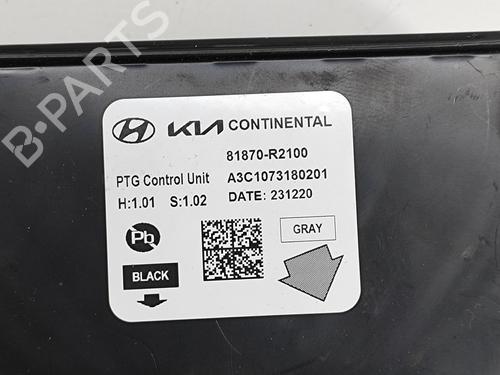 KIA CONTINENTAL
81870-R2100
PTG Control Unit A3C1073180201
H:1.01 S:1.02 DATE: 231220
Pb
GRAY
BLACK
B-PARTS